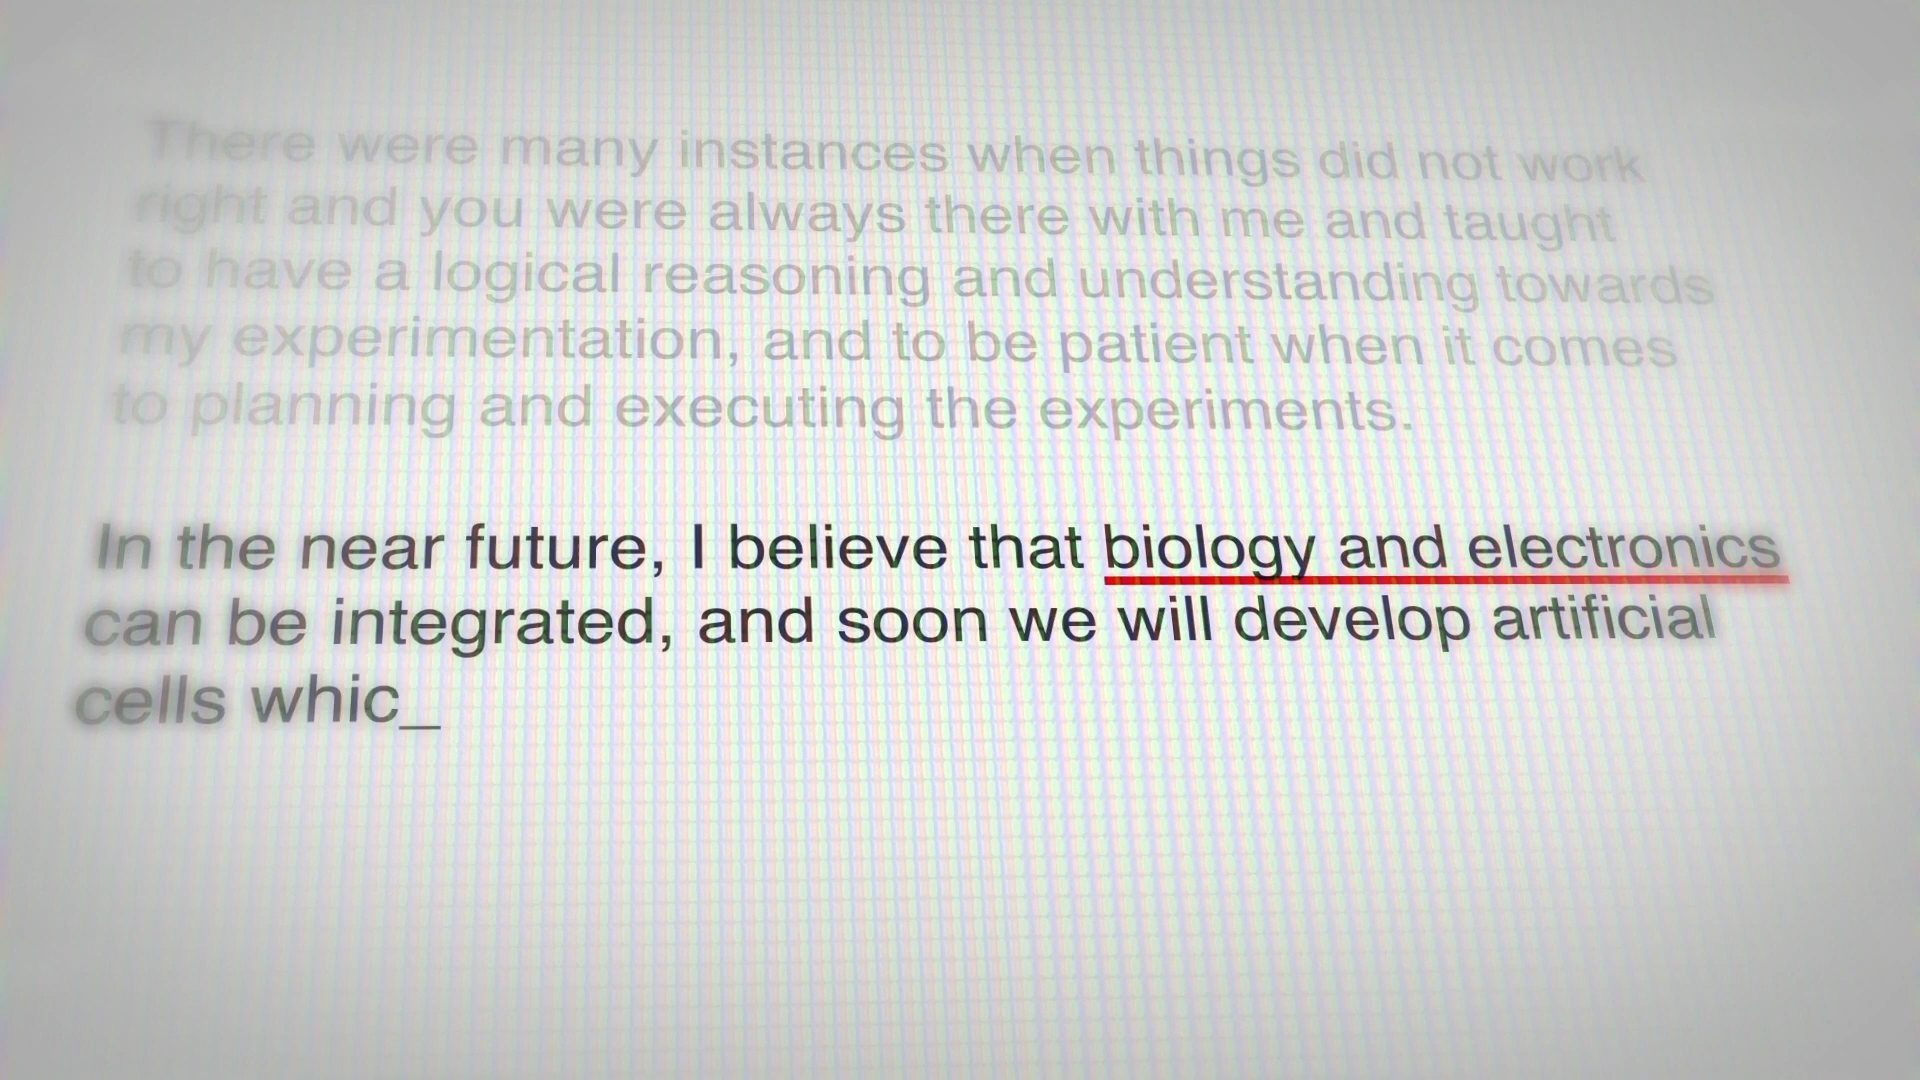 There were many instances when things did not work
right and you were always there with me and taught
to have a logical reasoning and understanding towards
my experimentation, and to be patient when it comes
to planning and executing the experiments.
In the near future, I believe that biology and electronics
can be integrated, and soon we will develop artificial
cells whic_